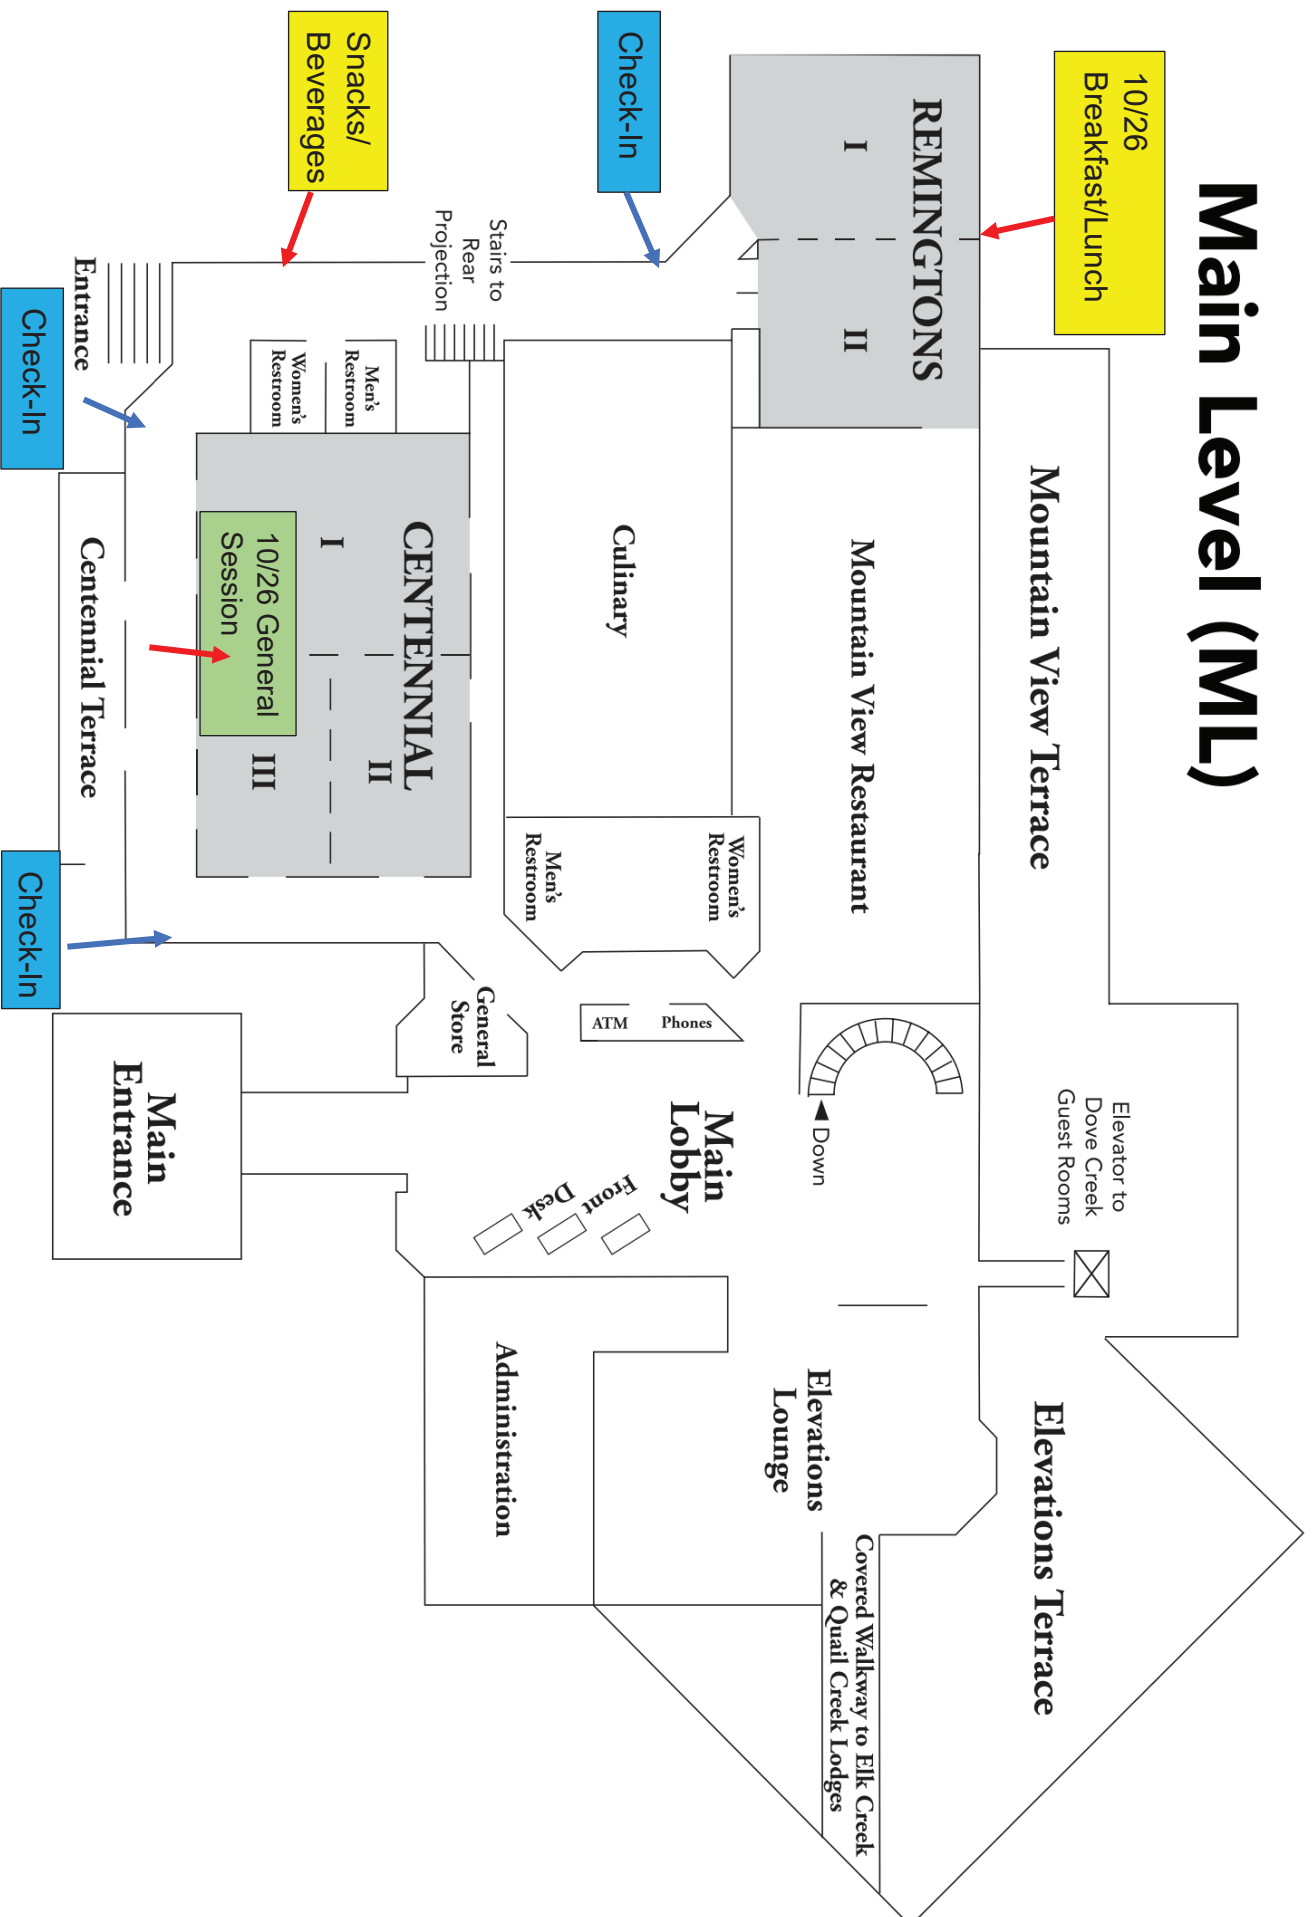 Main Level (ML)
10/26
Breakfast/Lunch
Elevator to
Dove Creek
Guest Rooms
Mountain View Terrace
Elevations Terrace
REMINGTONS
I
II
Mountain View Restaurant
Down
Covered Walkway to Elk Creek
& Quail Creek Lodges
Elevations
Lounge
Check-In
Women's
Restroom
Phones
ATM
Main
Lobby
Front
Desk
Culinary
Men's
Restroom
Administration
Stairs to
Rear
Projection
General
Store
Snacks/
Beverages
Men's
Restroom
Women's
Restroom
CENTENNIAL
I
II
III
10/26 General
Session
Entrance
Check-In
Centennial Terrace
Check-In
Main
Entrance